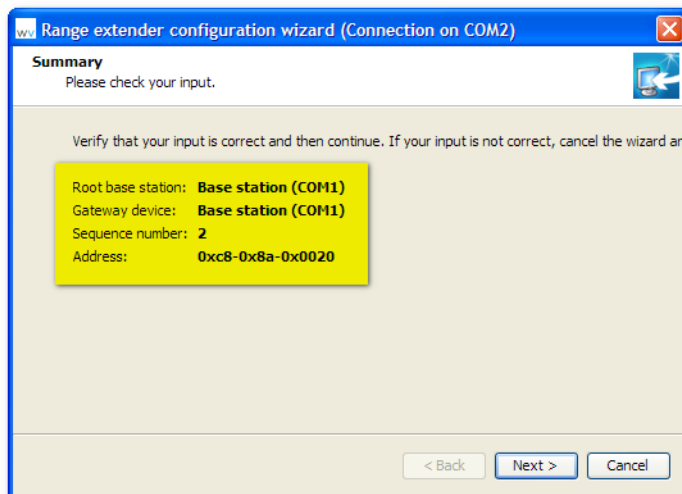 wv Range extender configuration wizard (Connection on COM2)
Summary
Please check your input.
Verify that your input is correct and then continue. If your input is not correct, cancel the wizard
Root base station: Base station (COM1)
Gateway device: Base station (COM1)
Sequence number: 2
Address: 0xc8-0x8a-0x0020
< Back Next > Cancel